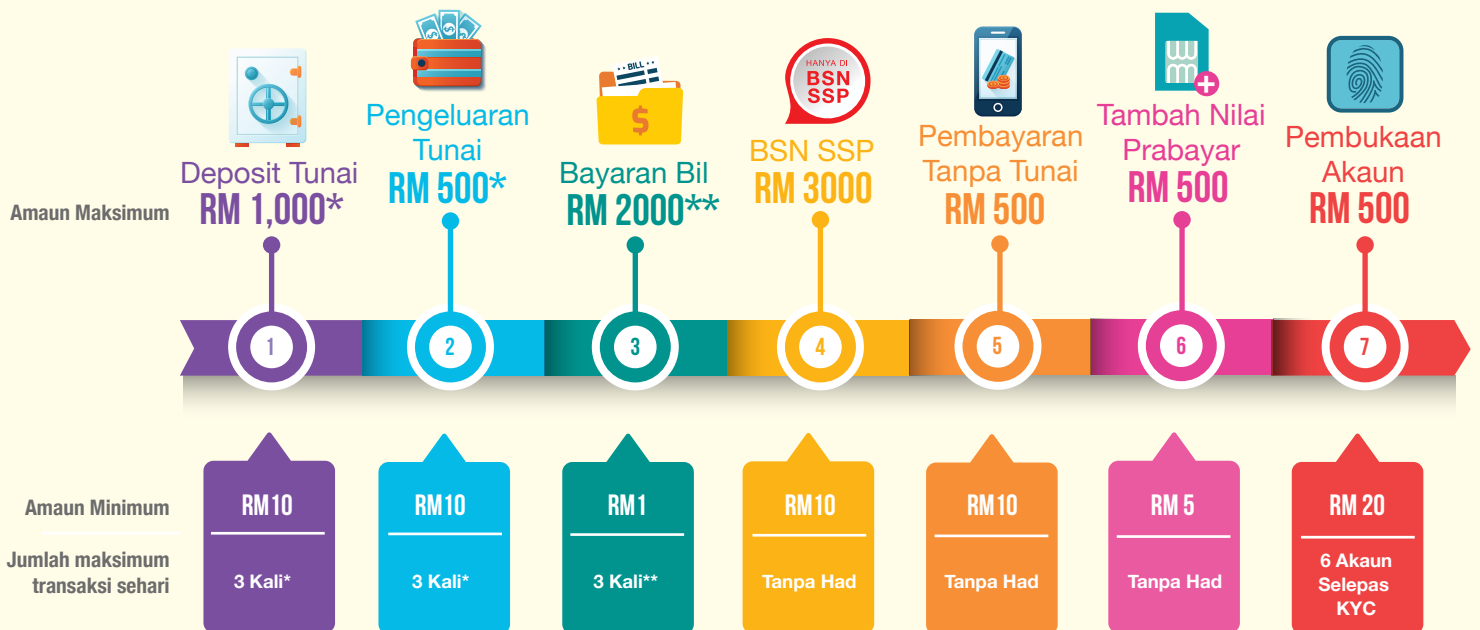 HANYA DI
BSN
SSP
BILL
$
Deposit Tunai
RM 1,000*
Pengeluaran
Tunai
RM 500*
Bayaran Bil
RM 2000**
BSN SSP
RM 3000
Pembayaran
Tanpa Tunai
RM 500
Tambah Nilai
Prabayar
RM 500
Pembukaan
Akaun
RM 500
Amaun Maksimum
1
2
3
4
5
6
7
Amaun Minimum
RM10
RM10
RM1
RM10
RM10
RM 5
RM 20
Jumlah maksimum
transaksi sehari
3 Kali*
3 Kali*
3 Kali**
Tanpa Had
Tanpa Had
Tanpa Had
6 Akaun
Selepas
KYC